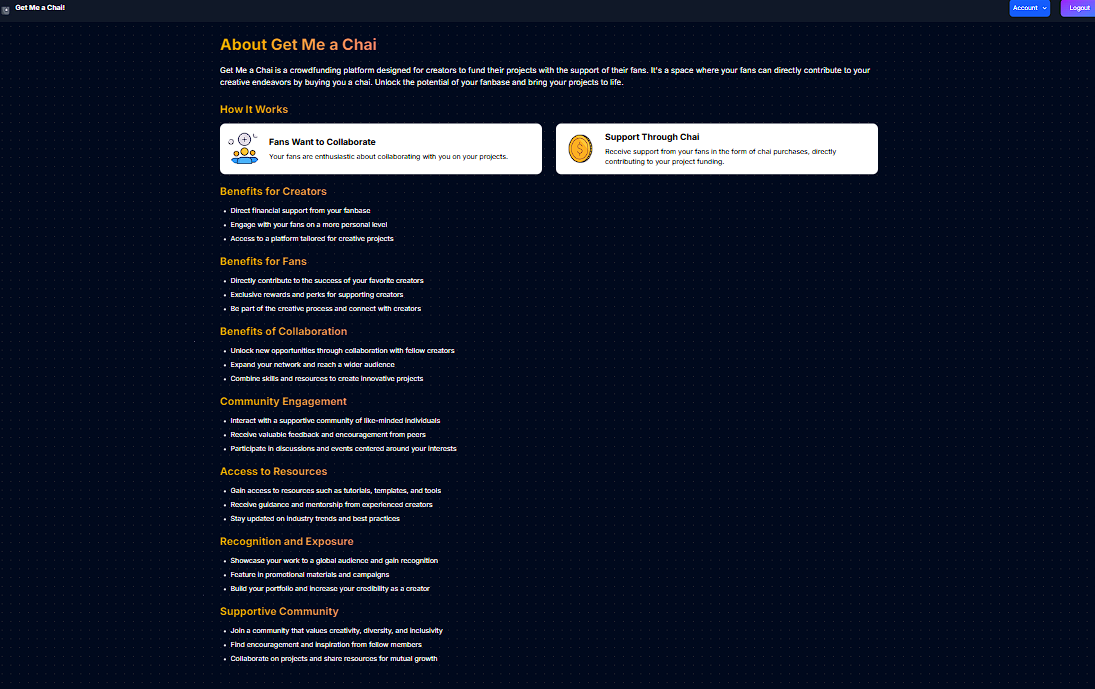 Get Me a Chai!
Account
Logout
About Get Me a Chai
Get Me a Chai is a crowdfunding platform designed for creators to fund their projects with the support of their fans. It's a space where your fans can directly contribute to your
creative endeavors by buying you a chai. Unlock the potential of your fanbase and bring your projects to life.
How It Works
Fans Want to Collaborate
Your fans are enthusiastic about collaborating with you on your projects.
Support Through Chai
Receive support from your fans in the form of chai purchases, directly
contributing to your project funding.
Benefits for Creators
• Direct financial support from your fanbase
• Engage with your fans on a more personal level
• Access to a platform tailored for creative projects
Benefits for Fans
• Directly contribute to the success of your favorite creators
• Exclusive rewards and perks for supporting creators
• Be part of the creative process and connect with creators
Benefits of Collaboration
• Unlock new opportunities through collaboration with fellow creators
• Expand your network and reach a wider audience
• Combine skills and resources to create innovative projects
Community Engagement
• Interact with a supportive community of like-minded individuals
• Receive valuable feedback and encouragement from peers
• Participate in discussions and events centered around your interests
Access to Resources
• Gain access to resources such as tutorials, templates, and tools
• Receive guidance and mentorship from experienced creators
• Stay updated on industry trends and best practices
Recognition and Exposure
• Showcase your work to a global audience and gain recognition
• Feature in promotional materials and campaigns
• Build your portfolio and increase your credibility as a creator
Supportive Community
• Join a community that values creativity, diversity, and inclusivity
• Find encouragement and inspiration from fellow members
• Collaborate on projects and share resources for mutual growth